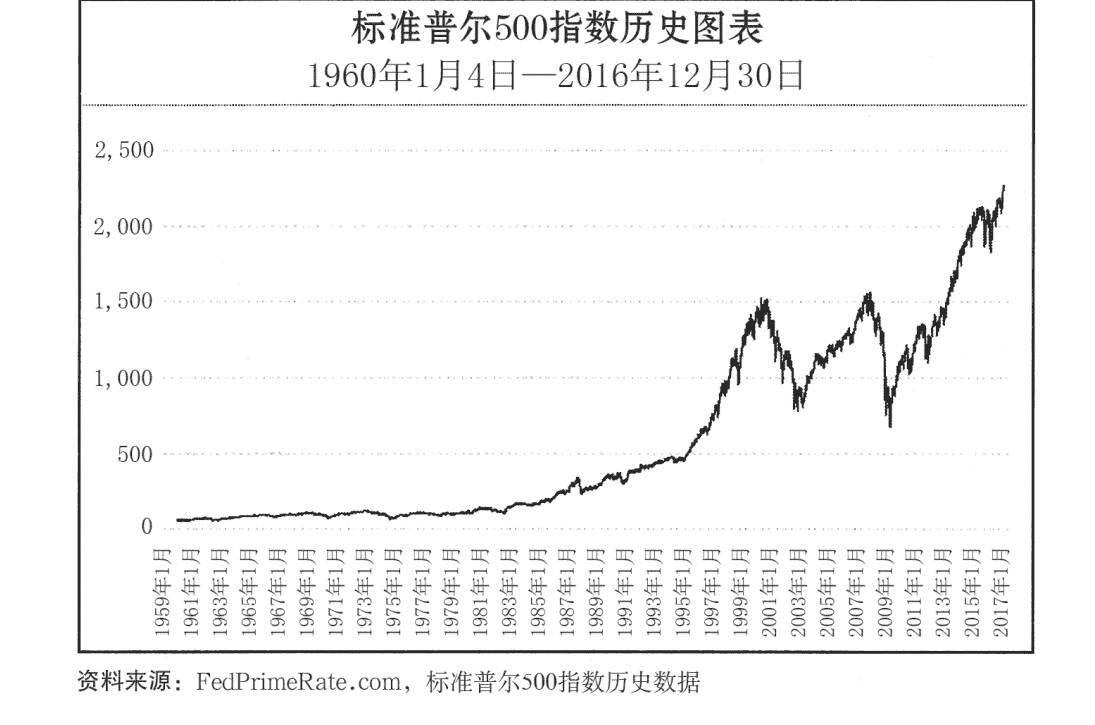 标准普尔500指数历史图表
1960年1月4日—2016年12月30日
2,500
2,000
1,500
1,000
500
0
1959年1月
1961年1月
1963年1月
1965年1月
1967年1月
1969年1月
1971年1月
1973年1月
1975年1月
1977年1月
1979年1月
1981年1月
1983年1月
1985年1月
1987年1月
1989年1月
1991年1月
1993年1月
1995年1月
1997年1月
1999年1月
2001年1月
2003年1月
2005年1月
2007年1月
2009年1月
2011年1月
2013年1月
2015年1月
2017年1月
资料来源：FedPrimeRate.com，标准普尔500指数历史数据